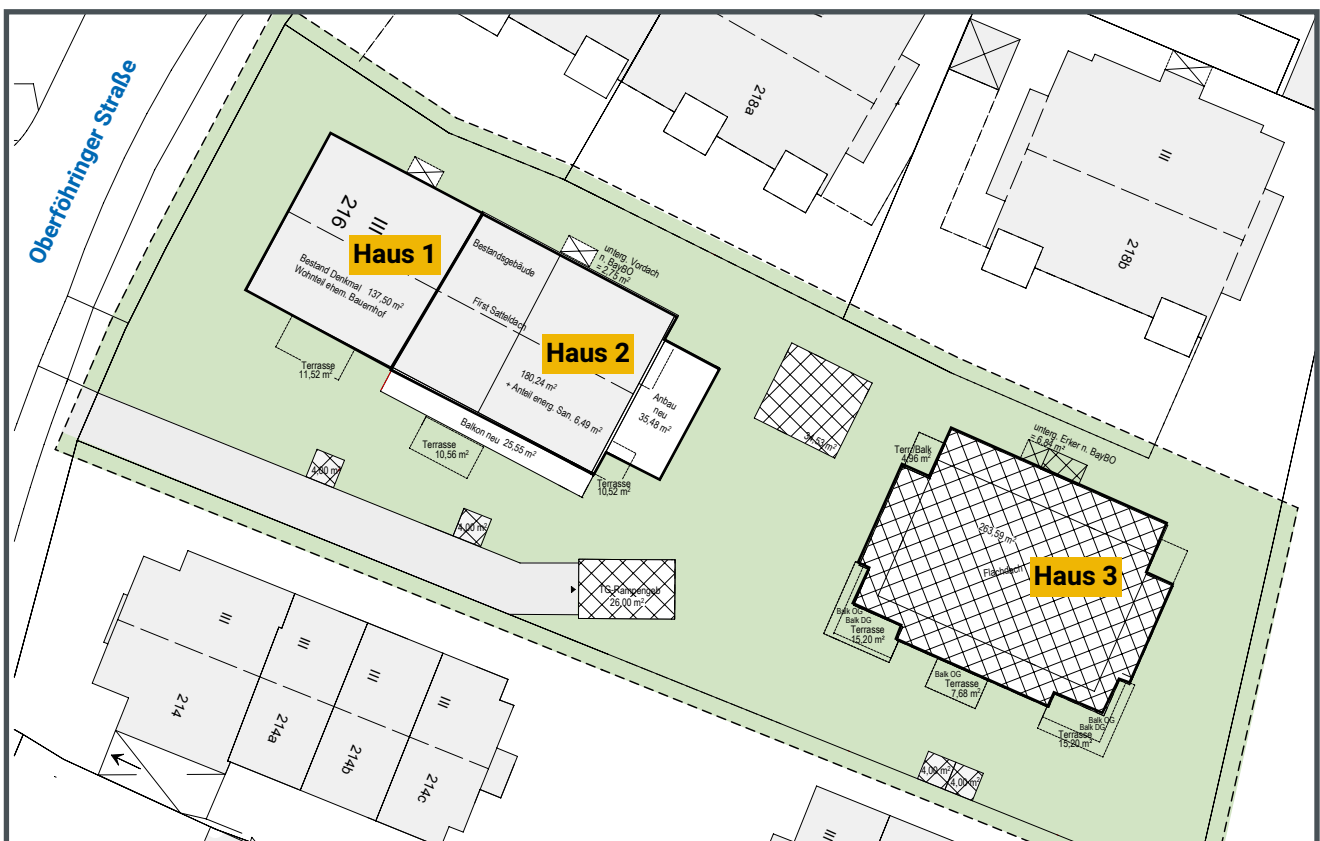 Oberföhringer Straße
218a
III
218b
III
216
Haus 1
Bestand Denkmal 137,50 m²
Wohnteil ehem. Bauernhof
Terrasse
11,52 m²
Bestandsgebäude
First Satteldach
unterg. Vordach
n. BayBO
= 2,75 m²
Haus 2
180,24 m²
+ Anteil energ. San. 6,49 m²
Anbau
neu
35,48 m²
Balkon neu 25,55 m²
Terrasse
10,56 m²
Terrasse
10,52 m²
34,53 m²
4,00 m²
4,00 m²
TG-Rampengeb
26,00 m²
Terr/Balk
4,96 m²
unterg. Erker n. BayBO
= 6,84 m²
263,59 m²
Flachdach
Haus 3
Balk OG
Balk DG
Terrasse
15,20 m²
Balk OG
Terrasse
7,68 m²
Balk OG
Balk DG
Terrasse
15,20 m²
4,00 m²
4,00 m²
III
III
III
III
214
214a
214b
214c
III